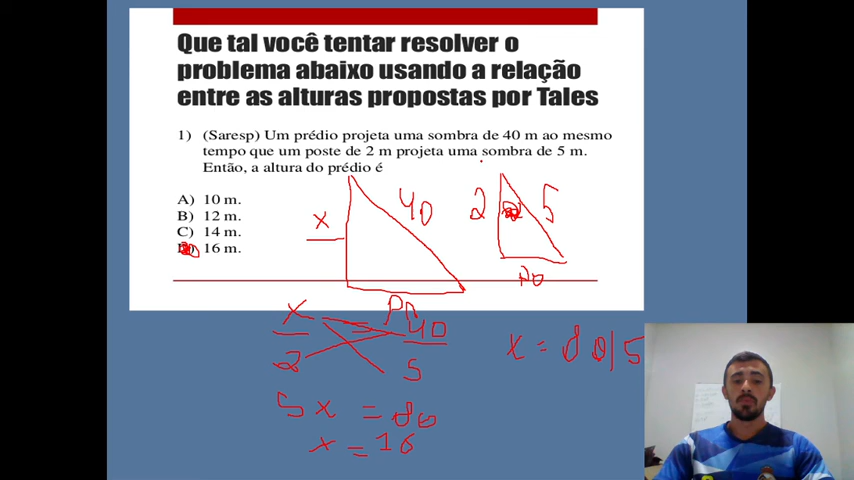 Que tal você tentar resolver o
problema abaixo usando a relação
entre as alturas propostas por Tales
1) (Saresp) Um prédio projeta uma sombra de 40 m ao mesmo
tempo que um poste de 2 m projeta uma sombra de 5 m.
Então, a altura do prédio é
A) 10 m.
B) 12 m.
C) 14 m.
16 m.
x
40
2
5
x
40
2
5
5x = 80
x = 16
x = 80/5